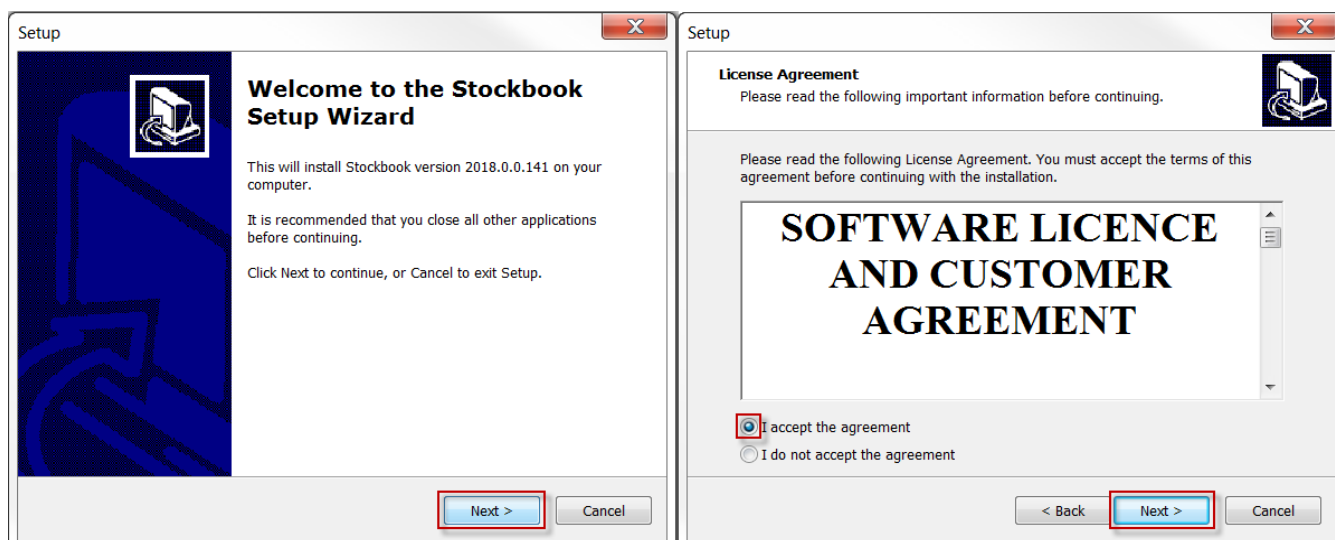 Setup
Welcome to the Stockbook
Setup Wizard
This will install Stockbook version 2018.0.0.141 on your
computer.
It is recommended that you close all other applications
before continuing.
Click Next to continue, or Cancel to exit Setup.
Next >
Cancel
Setup
License Agreement
Please read the following important information before continuing.
Please read the following License Agreement. You must accept the terms of this
agreement before continuing with the installation.
SOFTWARE LICENCE
AND CUSTOMER
AGREEMENT
I accept the agreement
I do not accept the agreement
< Back
Next >
Cancel